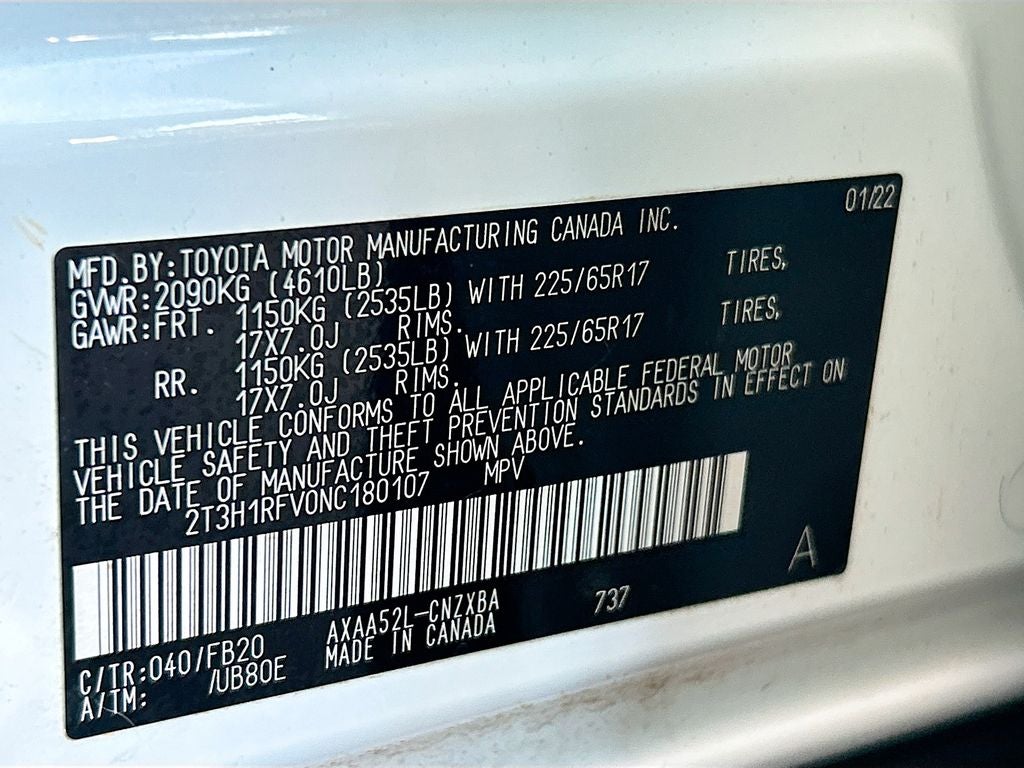 01/22
MFD.BY:TOYOTA MOTOR MANUFACTURING CANADA INC.
GVWR:2090KG (4610LB)
GAWR:FRT. 1150KG (2535LB) WITH 225/65R17 TIRES,
17X7.0J RIMS.
RR. 1150KG (2535LB) WITH 225/65R17 TIRES,
17X7.0J RIMS.
THIS VEHICLE CONFORMS TO ALL APPLICABLE FEDERAL MOTOR
VEHICLE SAFETY AND THEFT PREVENTION STANDARDS IN EFFECT ON
THE DATE OF MANUFACTURE SHOWN ABOVE.
2T3H1RFV0NC180107 MPV
A
AXAA52L-CNZXBA 737
MADE IN CANADA
C/TR:040/FB20
A/TM: /UB80E